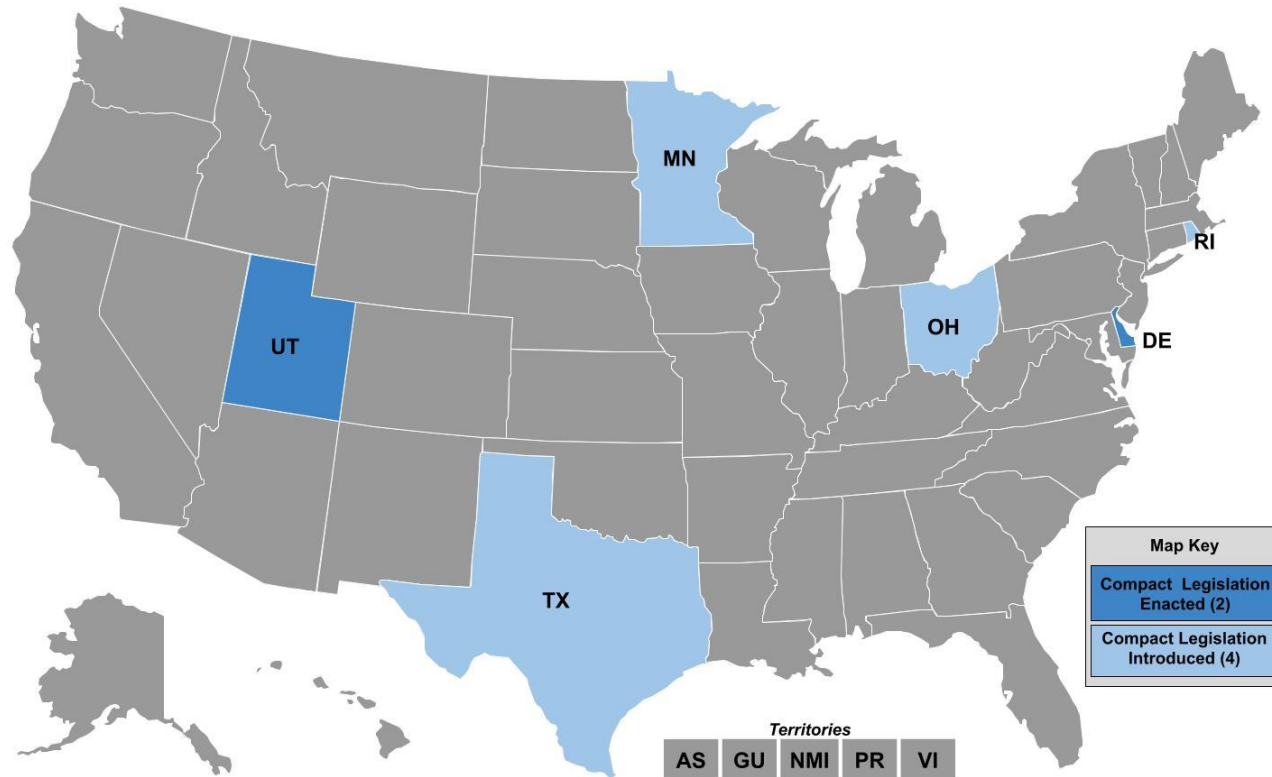 MN
RI
OH
UT
DE
TX
Map Key
Compact Legislation
Enacted (2)
Compact Legislation
Introduced (4)
Territories
AS GU NMI PR VI